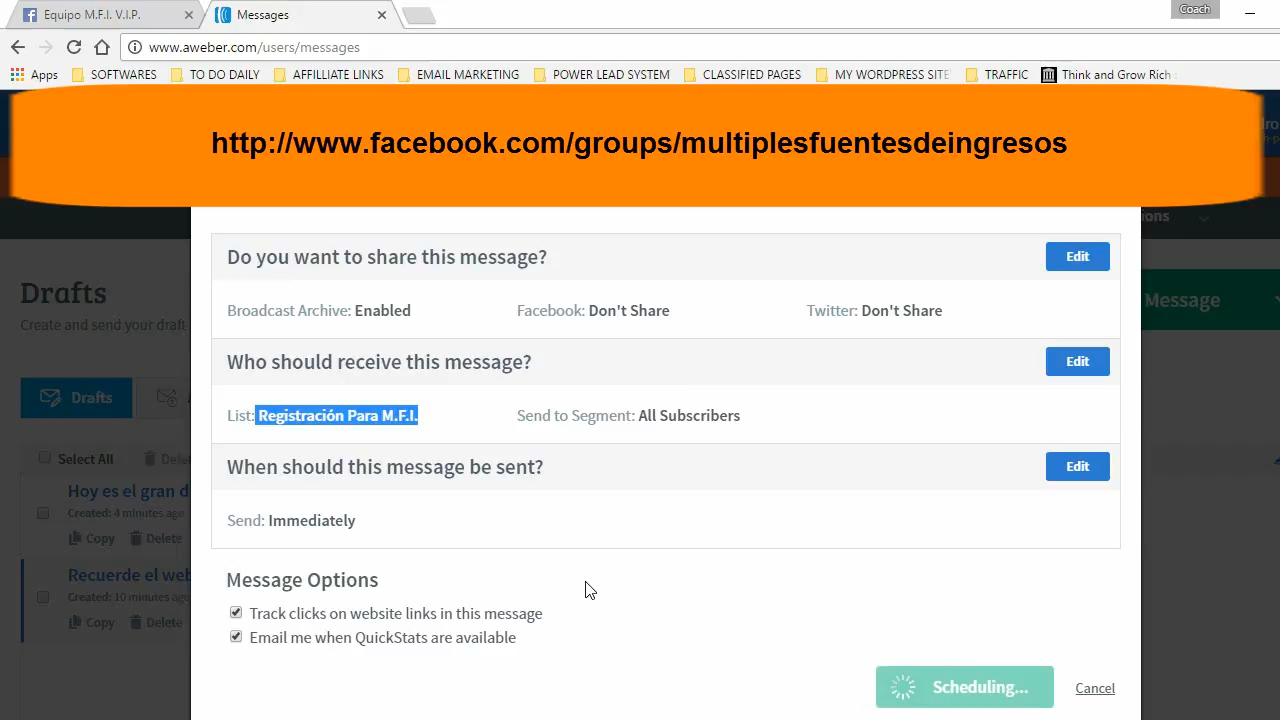 Equipo M.F.I. V.I.P.
Messages
Coach
www.aweber.com/users/messages
Apps
SOFTWARES
TO DO DAILY
AFFILLIATE LINKS
EMAIL MARKETING
POWER LEAD SYSTEM
CLASSIFIED PAGES
MY WORDPRESS SITE
TRAFFIC
Think and Grow Rich
http://www.facebook.com/groups/multiplesfuentesdeingresos
Do you want to share this message?
Edit
Broadcast Archive: Enabled
Facebook: Don't Share
Twitter: Don't Share
Drafts
Create and send your draft
Message
Who should receive this message?
Edit
List: Registración Para M.F.I.
Send to Segment: All Subscribers
Drafts
Select All
When should this message be sent?
Edit
Hoy es el gran d
Created: 4 minutes ago
Copy
Delete
Send: Immediately
Recuerde el web
Created: 10 minutes ago
Copy
Delete
Message Options
Track clicks on website links in this message
Email me when QuickStats are available
Scheduling...
Cancel